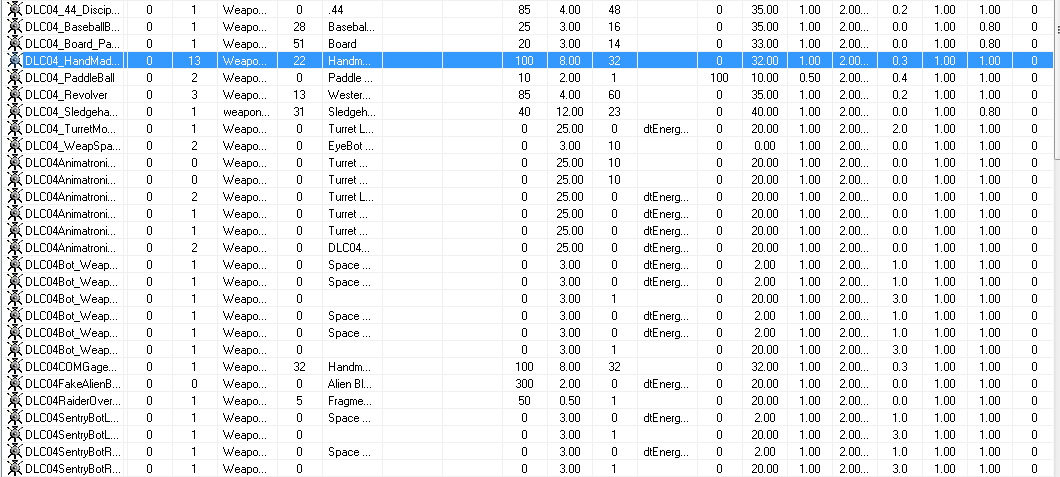 DLC04_44_Discip... 0 1 Weapo... 0 .44 85 4.00 48 0 35.00 1.00 2.00... 0.2 1.00 1.00 0
DLC04_BaseballB... 0 1 Weapo... 28 Basebal... 25 3.00 16 0 35.00 1.00 2.00... 0.0 1.00 0.80 0
DLC04_Board_Pa... 0 1 Weapo... 51 Board 20 3.00 14 0 33.00 1.00 2.00... 0.0 1.00 0.80 0
DLC04_HandMad... 0 13 Weapo... 22 Handm... 100 8.00 32 0 32.00 1.00 2.00... 0.3 1.00 1.00 0
DLC04_PaddleBall 0 2 Weapo... 0 Paddle ... 10 2.00 1 100 10.00 0.50 2.00... 0.4 1.00 1.00 0
DLC04_Revolver 0 3 Weapo... 13 Wester... 85 4.00 60 0 35.00 1.00 2.00... 0.2 1.00 1.00 0
DLC04_Sledgeha... 0 1 weapon... 31 Sledgeh... 40 12.00 23 0 40.00 1.00 2.00... 0.0 1.00 0.80 0
DLC04_TurretMo... 0 1 Weapo... 0 Turret L... 0 25.00 0 dtEnerg... 0 20.00 1.00 2.00... 2.0 1.00 1.00 0
DLC04_WeapSpa... 0 2 Weapo... 0 EyeBot ... 0 3.00 10 0 0.00 1.00 2.00... 0.0 1.00 1.00 0
DLC04Animatroni... 0 0 Weapo... 0 Turret ... 0 25.00 10 0 20.00 1.00 2.00... 0.0 1.00 1.00 0
DLC04Animatroni... 0 0 Weapo... 0 Turret ... 0 25.00 10 0 20.00 1.00 2.00... 0.0 1.00 1.00 0
DLC04Animatroni... 0 2 Weapo... 0 Turret L... 0 25.00 0 dtEnerg... 0 20.00 1.00 2.00... 0.0 1.00 1.00 0
DLC04Animatroni... 0 1 Weapo... 0 Turret ... 0 25.00 0 dtEnerg... 0 20.00 1.00 2.00... 0.0 1.00 1.00 0
DLC04Animatroni... 0 1 Weapo... 0 Turret ... 0 25.00 0 dtEnerg... 0 20.00 1.00 2.00... 0.0 1.00 1.00 0
DLC04Animatroni... 0 2 Weapo... 0 DLC04... 0 25.00 0 dtEnerg... 0 20.00 1.00 2.00... 0.0 1.00 1.00 0
DLC04Bot_Weap... 0 1 Weapo... 0 Space ... 0 3.00 0 dtEnerg... 0 2.00 1.00 2.00... 1.0 1.00 1.00 0
DLC04Bot_Weap... 0 1 Weapo... 0 Space ... 0 3.00 0 dtEnerg... 0 2.00 1.00 2.00... 1.0 1.00 1.00 0
DLC04Bot_Weap... 0 1 Weapo... 0 0 3.00 1 0 20.00 1.00 2.00... 3.0 1.00 1.00 0
DLC04Bot_Weap... 0 1 Weapo... 0 Space ... 0 3.00 0 dtEnerg... 0 2.00 1.00 2.00... 1.0 1.00 1.00 0
DLC04Bot_Weap... 0 1 Weapo... 0 Space ... 0 3.00 0 dtEnerg... 0 2.00 1.00 2.00... 1.0 1.00 1.00 0
DLC04Bot_Weap... 0 1 Weapo... 0 0 3.00 1 0 20.00 1.00 2.00... 3.0 1.00 1.00 0
DLC04COMGage... 0 1 Weapo... 32 Handm... 100 8.00 32 0 32.00 1.00 2.00... 0.3 1.00 1.00 0
DLC04FakeAlienB... 0 0 Weapo... 0 Alien Bl... 300 2.00 0 dtEnerg... 0 20.00 1.00 2.00... 0.0 1.00 1.00 0
DLC04RaiderOver... 0 1 Weapo... 5 Fragme... 50 0.50 1 0 20.00 1.00 2.00... 0.0 1.00 1.00 0
DLC04SentryBotL... 0 1 Weapo... 0 Space ... 0 3.00 0 dtEnerg... 0 2.00 1.00 2.00... 1.0 1.00 1.00 0
DLC04SentryBotL... 0 1 Weapo... 0 0 3.00 1 0 20.00 1.00 2.00... 3.0 1.00 1.00 0
DLC04SentryBotR... 0 1 Weapo... 0 Space ... 0 3.00 0 dtEnerg... 0 2.00 1.00 2.00... 1.0 1.00 1.00 0
DLC04SentryBotR... 0 1 Weapo... 0 0 3.00 1 0 20.00 1.00 2.00... 3.0 1.00 1.00 0